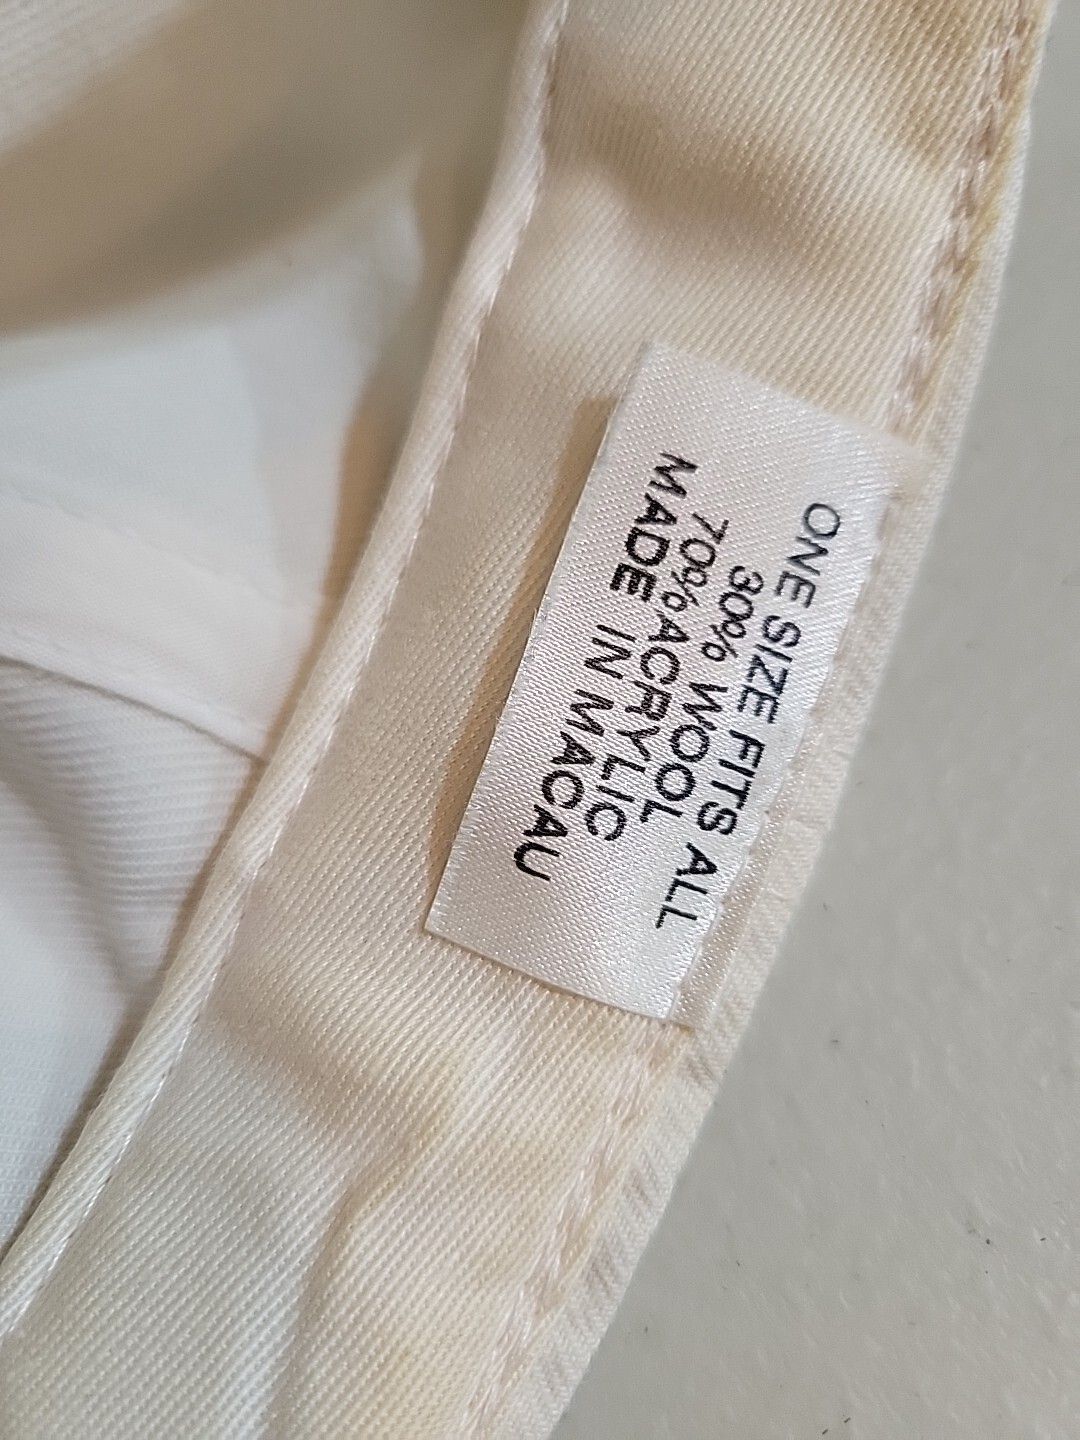 ONE SIZE FITS ALL
30% WOOL
70% ACRYLIC
MADE IN MACAU